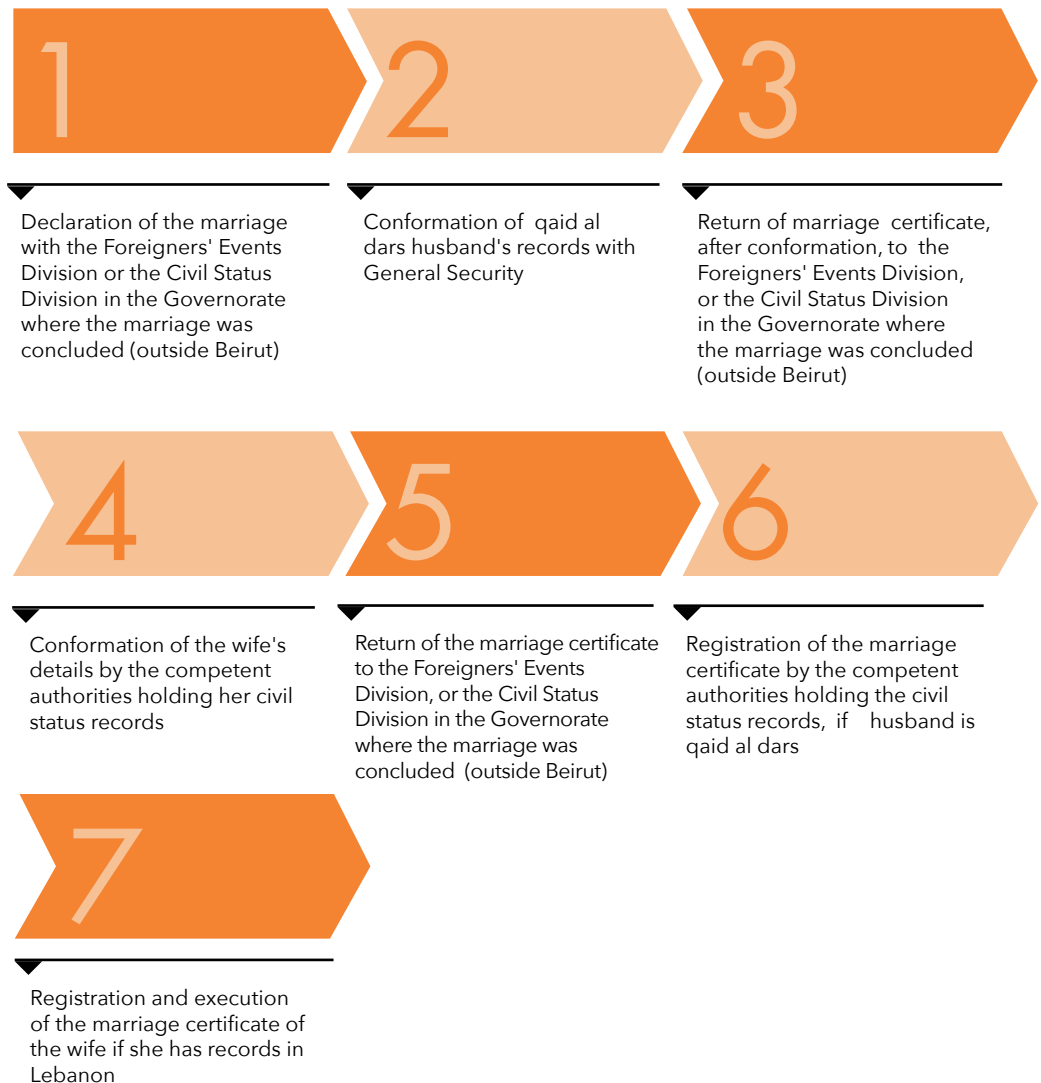 1
Declaration of the marriage
with the Foreigners' Events
Division or the Civil Status
Division in the Governorate
where the marriage was
concluded (outside Beirut)
2
Conformation of qaid al
dars husband's records with
General Security
3
Return of marriage certificate,
after conformation, to the
Foreigners' Events Division,
or the Civil Status Division
in the Governorate where
the marriage was concluded
(outside Beirut)
4
Conformation of the wife's
details by the competent
authorities holding her civil
status records
5
Return of the marriage certificate
to the Foreigners' Events
Division, or the Civil Status
Division in the Governorate
where the marriage was
concluded (outside Beirut)
6
Registration of the marriage
certificate by the competent
authorities holding the civil
status records, if husband is
qaid al dars
7
Registration and execution
of the marriage certificate of
the wife if she has records in
Lebanon